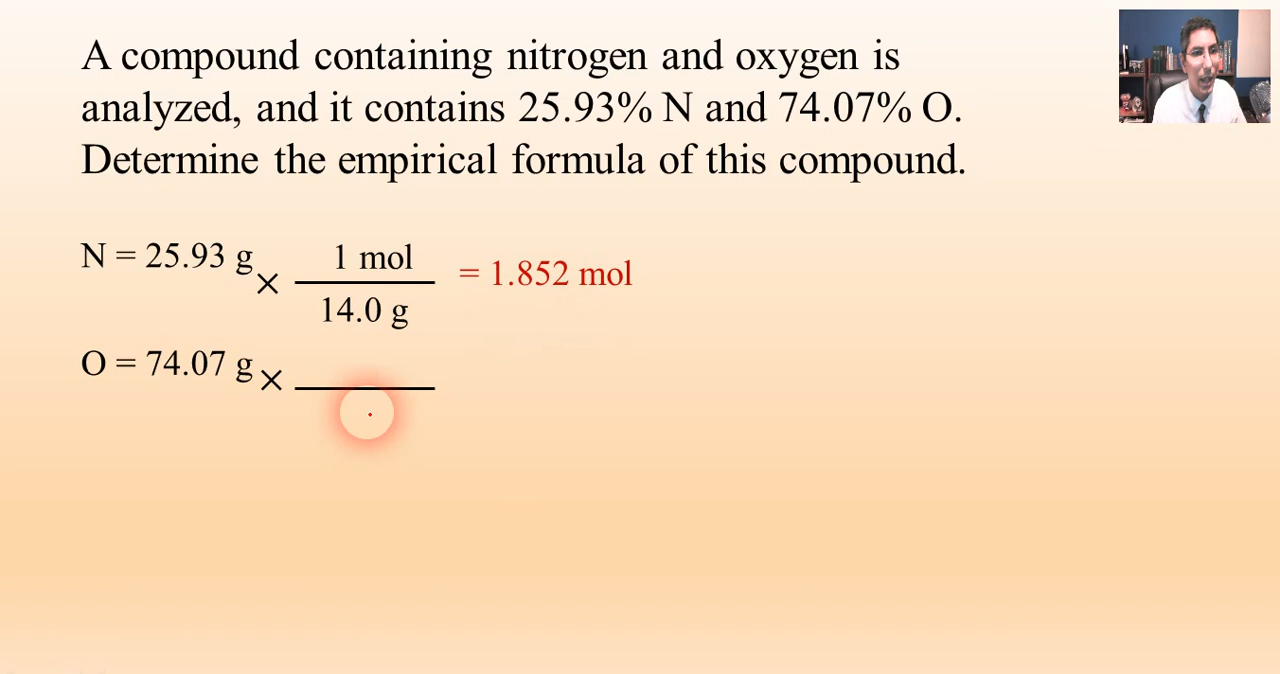 A compound containing nitrogen and oxygen is
analyzed, and it contains 25.93% N and 74.07% O.
Determine the empirical formula of this compound.
N = 25.93 g × 1 mol = 1.852 mol
14.0 g
O = 74.07 g ×